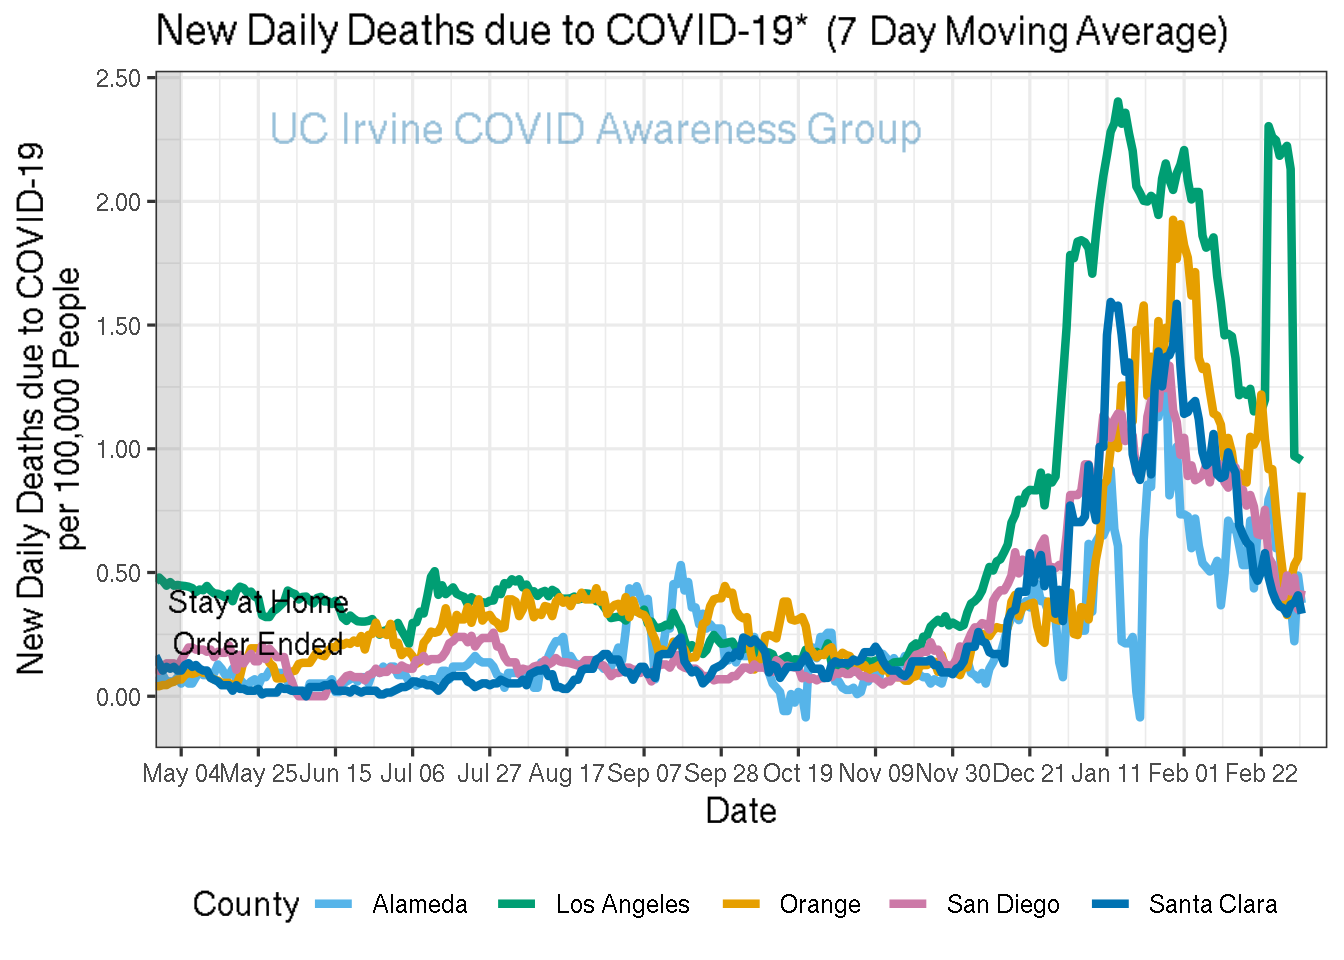 New Daily Deaths due to COVID-19* (7 Day Moving Average)
UC Irvine COVID Awareness Group
New Daily Deaths due to COVID-19
per 100,000 People
2.50
2.00
1.50
1.00
0.50
0.00
Stay at Home
Order Ended
May 04 May 25 Jun 15 Jul 06 Jul 27 Aug 17 Sep 07 Sep 28 Oct 19 Nov 09 Nov 30 Dec 21 Jan 11 Feb 01 Feb 22
Date
County Alameda Los Angeles Orange San Diego Santa Clara